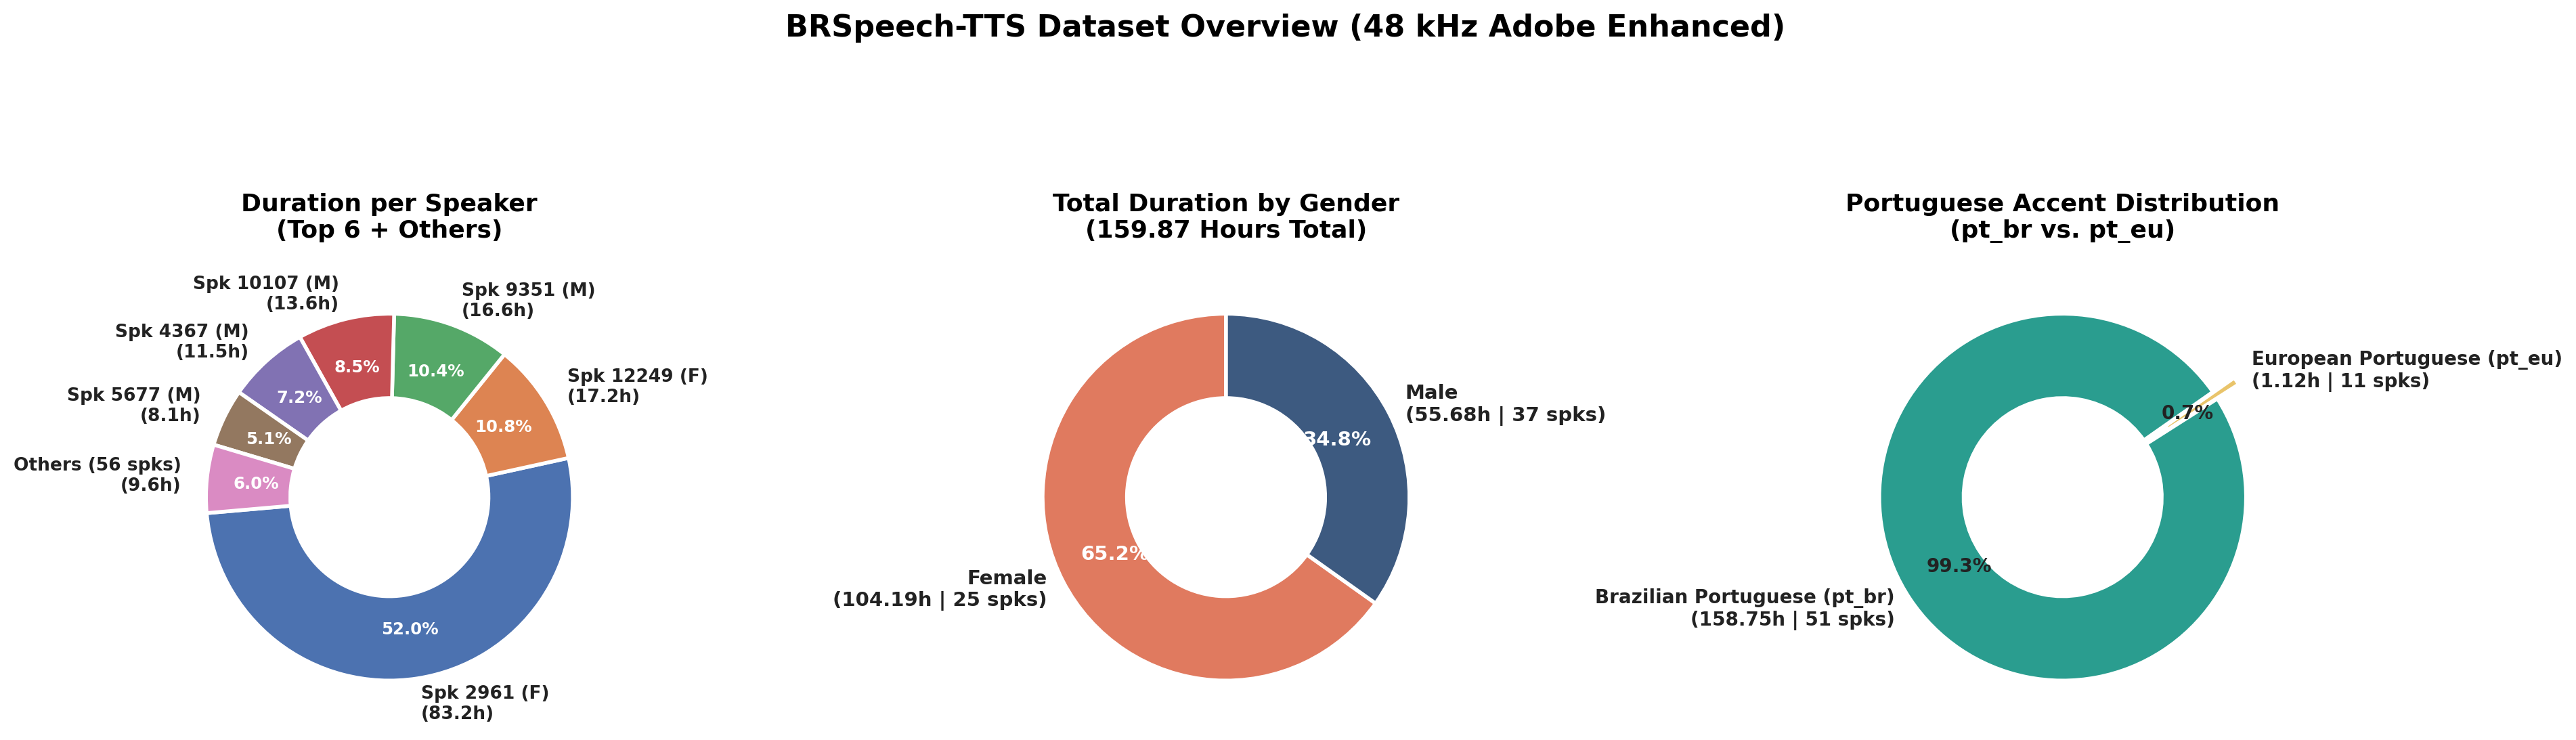 BRSpeech-TTS Dataset Overview (48 kHz Adobe Enhanced)
Duration per Speaker
(Top 6 + Others)
Spk 10107 (M)
(13.6h)
Spk 9351 (M)
(16.6h)
Spk 4367 (M)
(11.5h)
Spk 12249 (F)
(17.2h)
Spk 5677 (M)
(8.1h)
Others (56 spks)
(9.6h)
Spk 2961 (F)
(83.2h)
8.5%
10.4%
7.2%
10.8%
5.1%
6.0%
52.0%
Total Duration by Gender
(159.87 Hours Total)
Male
(55.68h | 37 spks)
34.8%
65.2%
Female
(104.19h | 25 spks)
Portuguese Accent Distribution
(pt_br vs. pt_eu)
European Portuguese (pt_eu)
(1.12h | 11 spks)
0.7%
99.3%
Brazilian Portuguese (pt_br)
(158.75h | 51 spks)